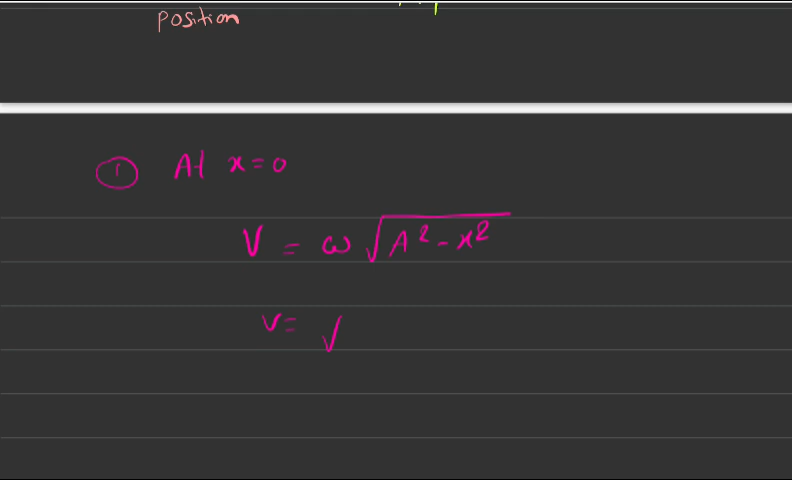 position
① At x=0
V = ω√A²-x²
V= √